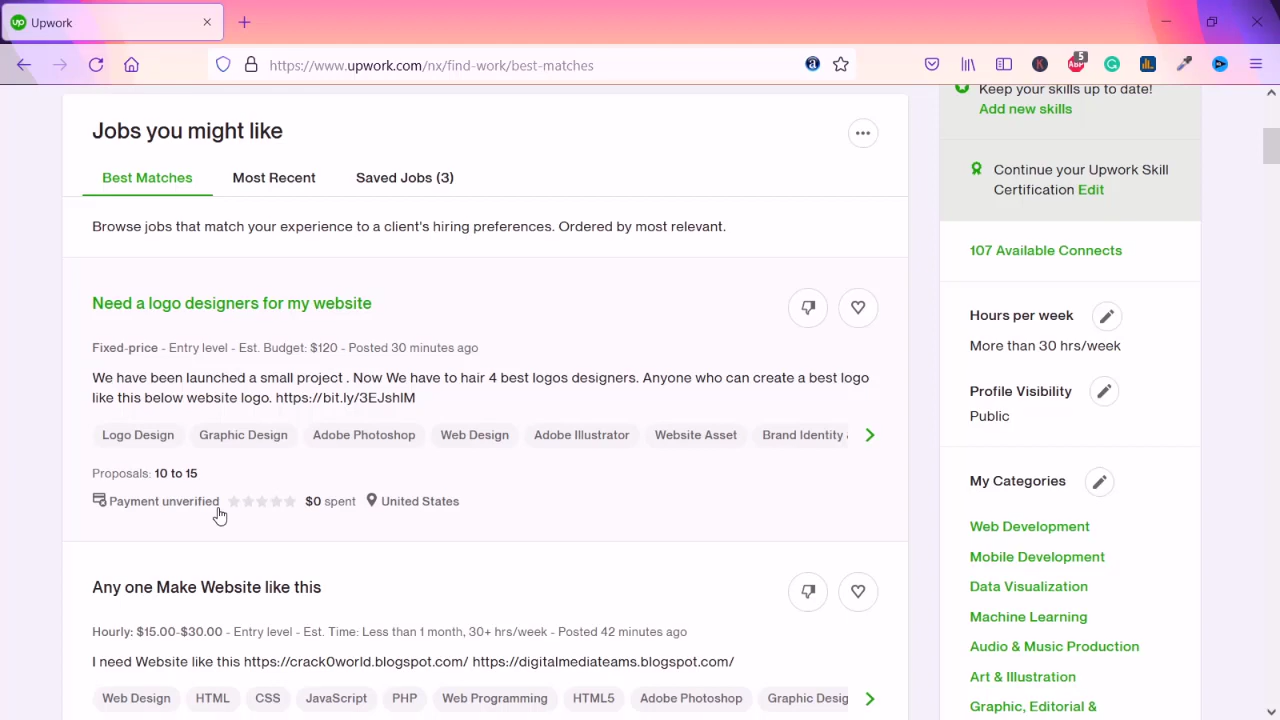 up Upwork
https://www.upwork.com/nx/find-work/best-matches
5
K
ABP
G
a
Keep your skills up to date!
Add new skills
Jobs you might like
Best Matches Most Recent Saved Jobs (3)
Continue your Upwork Skill
Certification Edit
Browse jobs that match your experience to a client's hiring preferences. Ordered by most relevant.
107 Available Connects
Need a logo designers for my website
Hours per week
More than 30 hrs/week
Fixed-price - Entry level - Est. Budget: $120 - Posted 30 minutes ago
We have been launched a small project . Now We have to hair 4 best logos designers. Anyone who can create a best logo
like this below website logo. https://bit.ly/3EJshIM
Profile Visibility
Public
Logo Design Graphic Design Adobe Photoshop Web Design Adobe Illustrator Website Asset Brand Identity
Proposals: 10 to 15
My Categories
Payment unverified $0 spent United States
Web Development
Mobile Development
Data Visualization
Machine Learning
Audio & Music Production
Art & Illustration
Graphic, Editorial &
Any one Make Website like this
Hourly: $15.00-$30.00 - Entry level - Est. Time: Less than 1 month, 30+ hrs/week - Posted 42 minutes ago
I need Website like this https://crack0world.blogspot.com/ https://digitalmediateams.blogspot.com/
Web Design HTML CSS JavaScript PHP Web Programming HTML5 Adobe Photoshop Graphic Desig